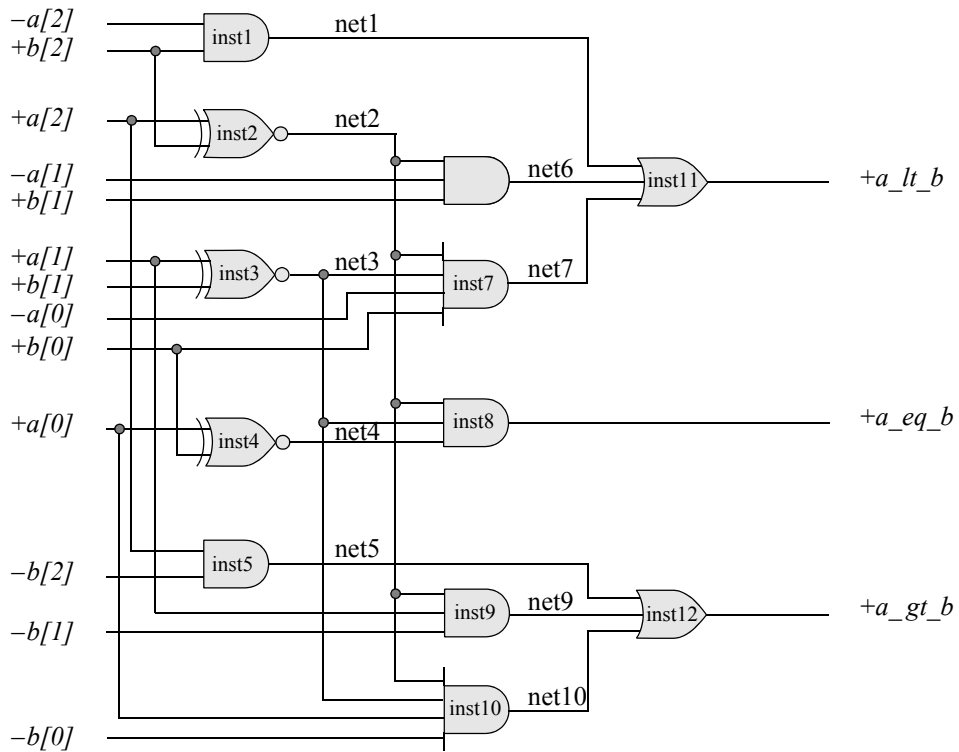 −a[2]
net1
inst1
+b[2]
+a[2]
net2
inst2
−a[1]
net6
inst11
+a_lt_b
+b[1]
+a[1]
net3
net7
inst3
inst7
+b[1]
−a[0]
+b[0]
+a[0]
inst8
+a_eq_b
inst4
net4
net5
inst5
−b[2]
net9
inst9
inst12
+a_gt_b
−b[1]
net10
inst10
−b[0]